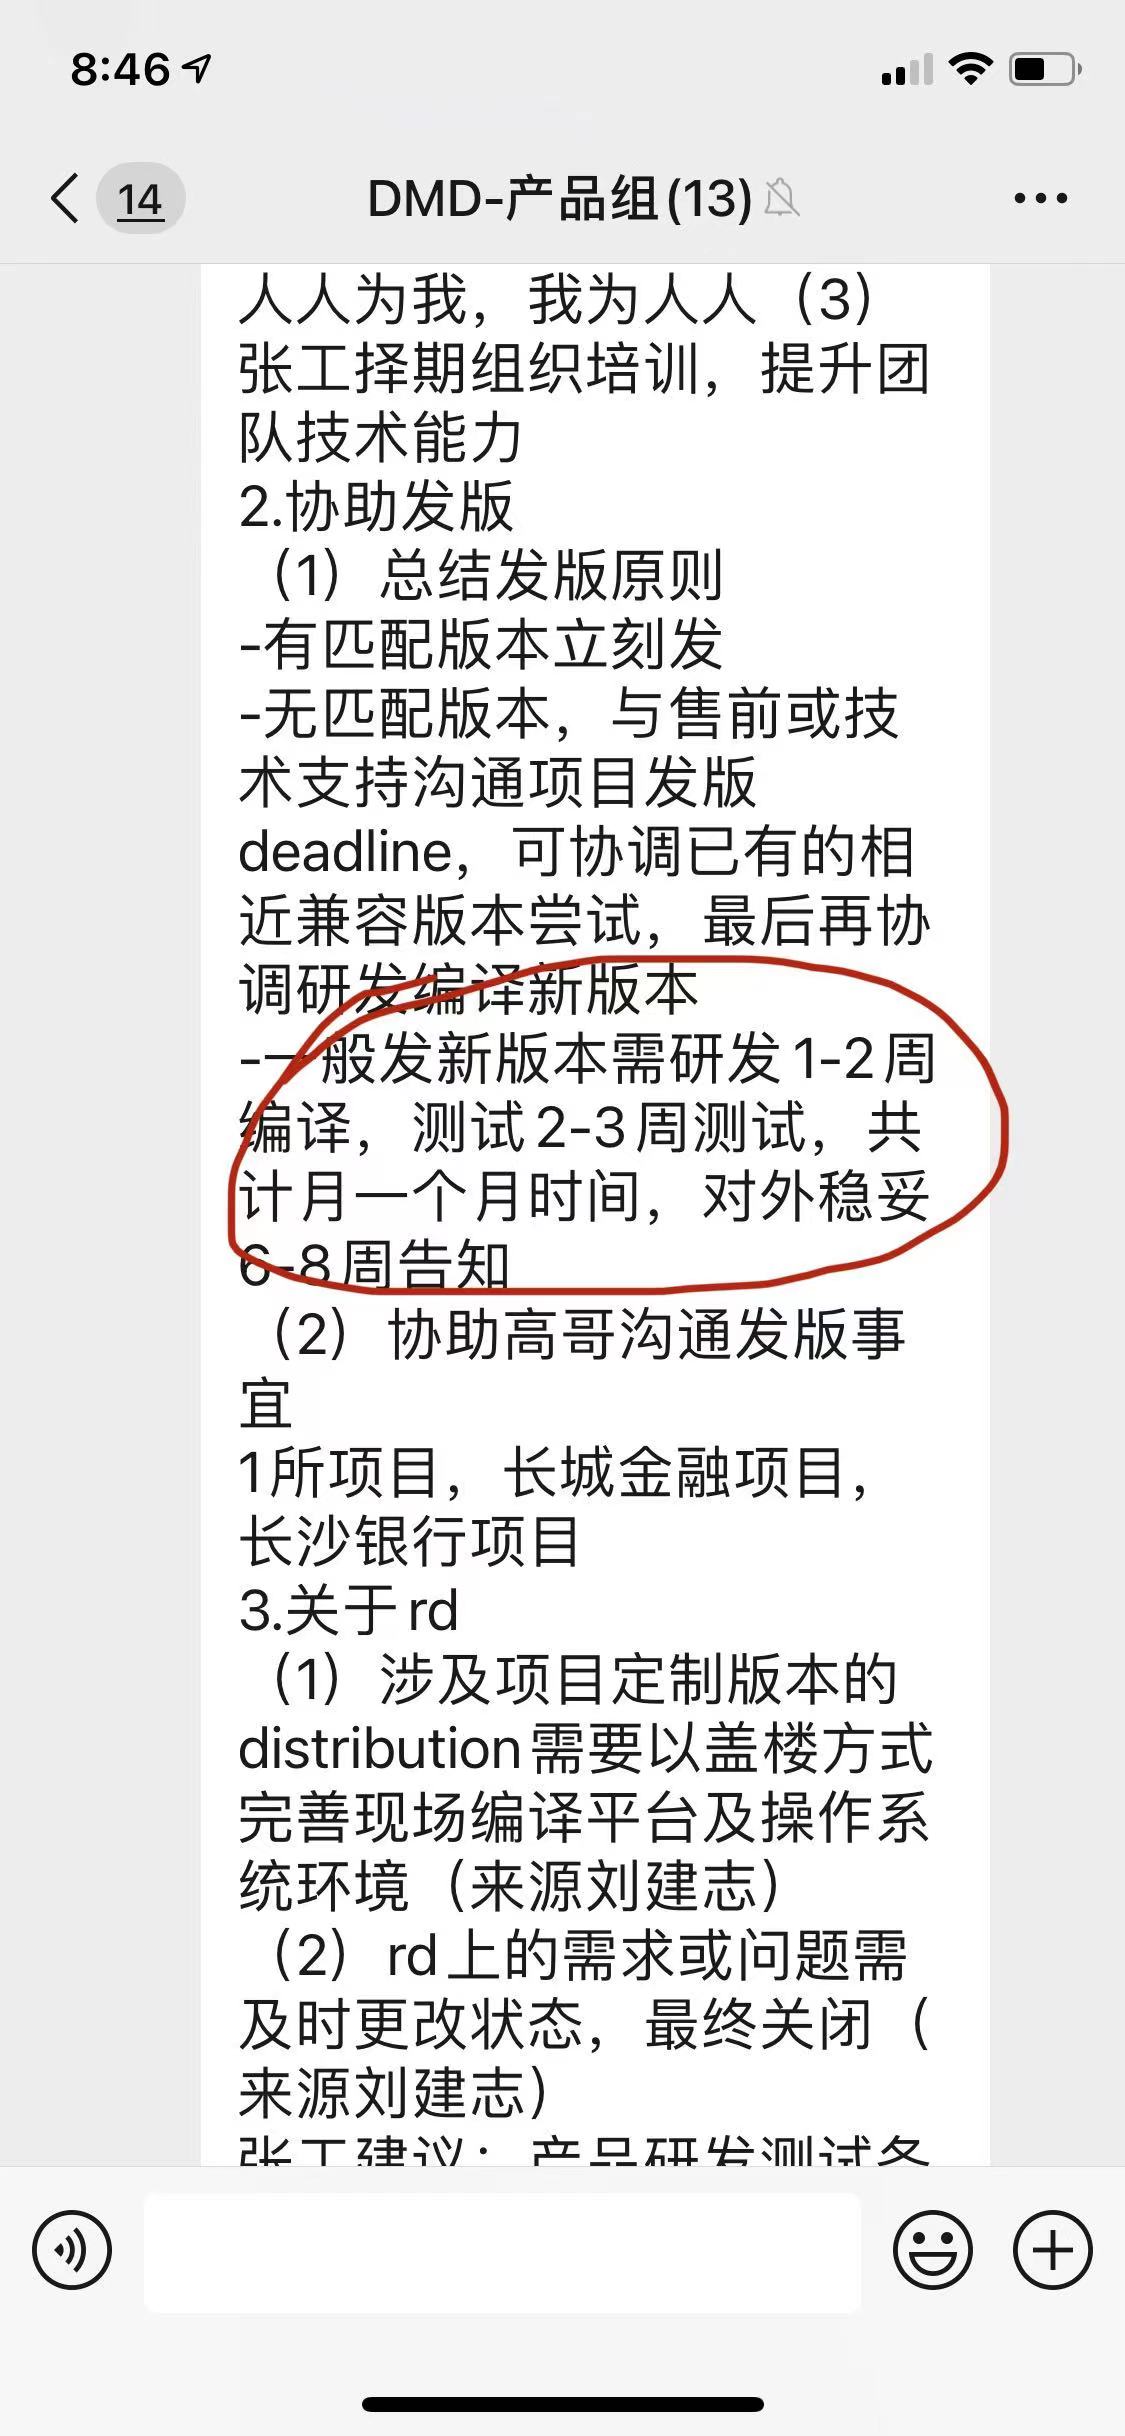 8:46
14
DMD-产品组(13)
人人为我，我为人人（3）
张工择期组织培训，提升团
队技术能力
2.协助发版
（1）总结发版原则
-有匹配版本立刻发
-无匹配版本，与售前或技
术支持沟通项目发版
deadline，可协调已有的相
近兼容版本尝试，最后再协
调研发编译新版本
-一般发新版本需研发1-2周
编译，测试2-3周测试，共
计月一个月时间，对外稳妥
6-8周告知
（2）协助高哥沟通发版事
宜
1所项目，长城金融项目，
长沙银行项目
3.关于rd
（1）涉及项目定制版本的
distribution需要以盖楼方式
完善现场编译平台及操作系
统环境（来源刘建志）
（2）rd上的需求或问题需
及时更改状态，最终关闭（
来源刘建志）
张工建议：产品研发测试各